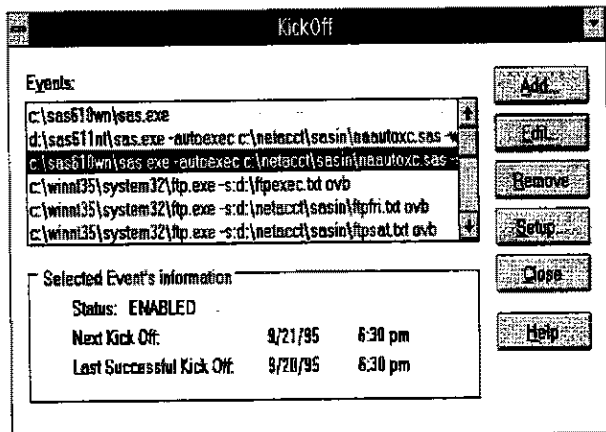 KickOff
Events:
c:\sas610wn\sas.exe
d:\sas611nt\sas.exe -autoexec c:\netacct\sasin\naautoxc.sas -w
c:\sas610wn\sas.exe -autoexec c:\netacct\sasin\naautoxc.sas -
c:\winnt35\system32\ftp.exe -s:d:\ftpexec.txt ovb
c:\winnt35\system32\ftp.exe -s:d:\netacct\sasin\ftpfri.txt ovb
c:\winnt35\system32\ftp.exe -s:d:\netacct\sasin\ftpsat.txt ovb
Add...
Edit...
Remove
Setup...
Close
Help
Selected Event's information
Status: ENABLED
Next Kick Off: 9/21/95 6:30 pm
Last Successful Kick Off: 9/20/95 6:30 pm